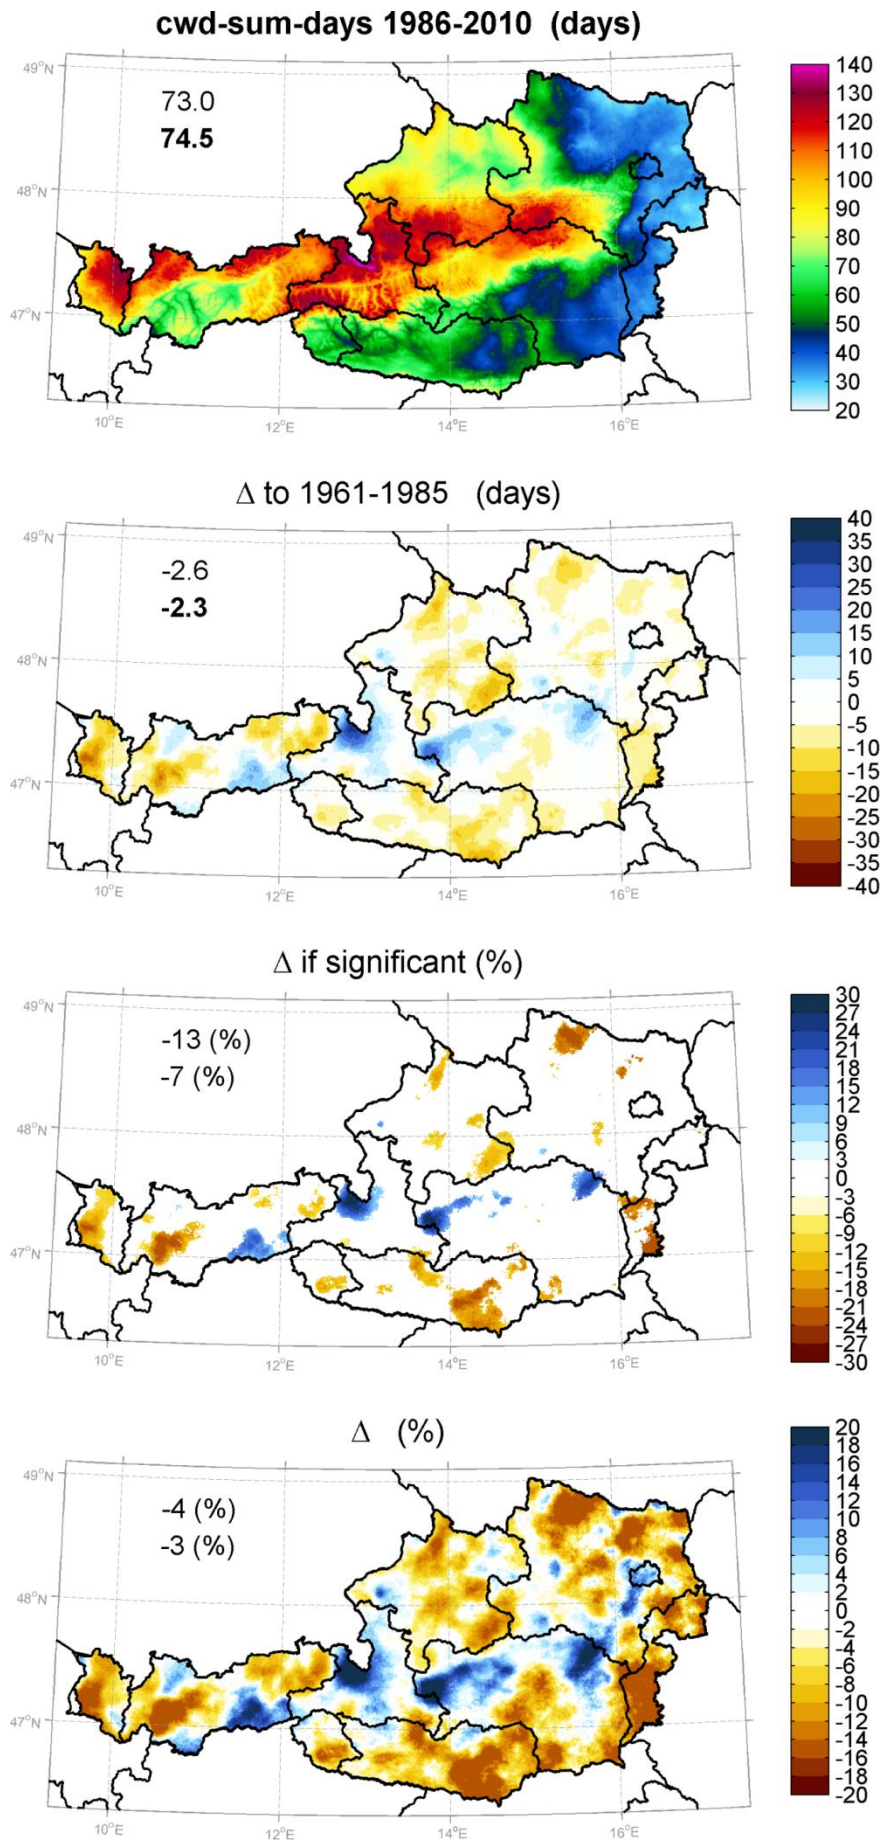 cwd-sum-days 1986-2010 (days)
49°N
48°N
47°N
73.0
74.5
10°E
12°E
14°E
16°E
140
130
120
110
100
90
80
70
60
50
40
30
20
Δ to 1961-1985 (days)
49°N
48°N
47°N
-2.6
-2.3
10°E
12°E
14°E
16°E
40
35
30
25
20
15
10
5
0
-5
-10
-15
-20
-25
-30
-35
-40
Δ if significant (%)
49°N
48°N
47°N
-13 (%)
-7 (%)
10°E
12°E
14°E
16°E
30
27
24
21
18
15
12
9
6
3
0
-3
-6
-9
-12
-15
-18
-21
-24
-27
-30
Δ (%)
49°N
48°N
47°N
-4 (%)
-3 (%)
10°E
12°E
14°E
16°E
20
18
16
14
12
10
8
6
4
2
0
-2
-4
-6
-8
-10
-12
-14
-16
-18
-20